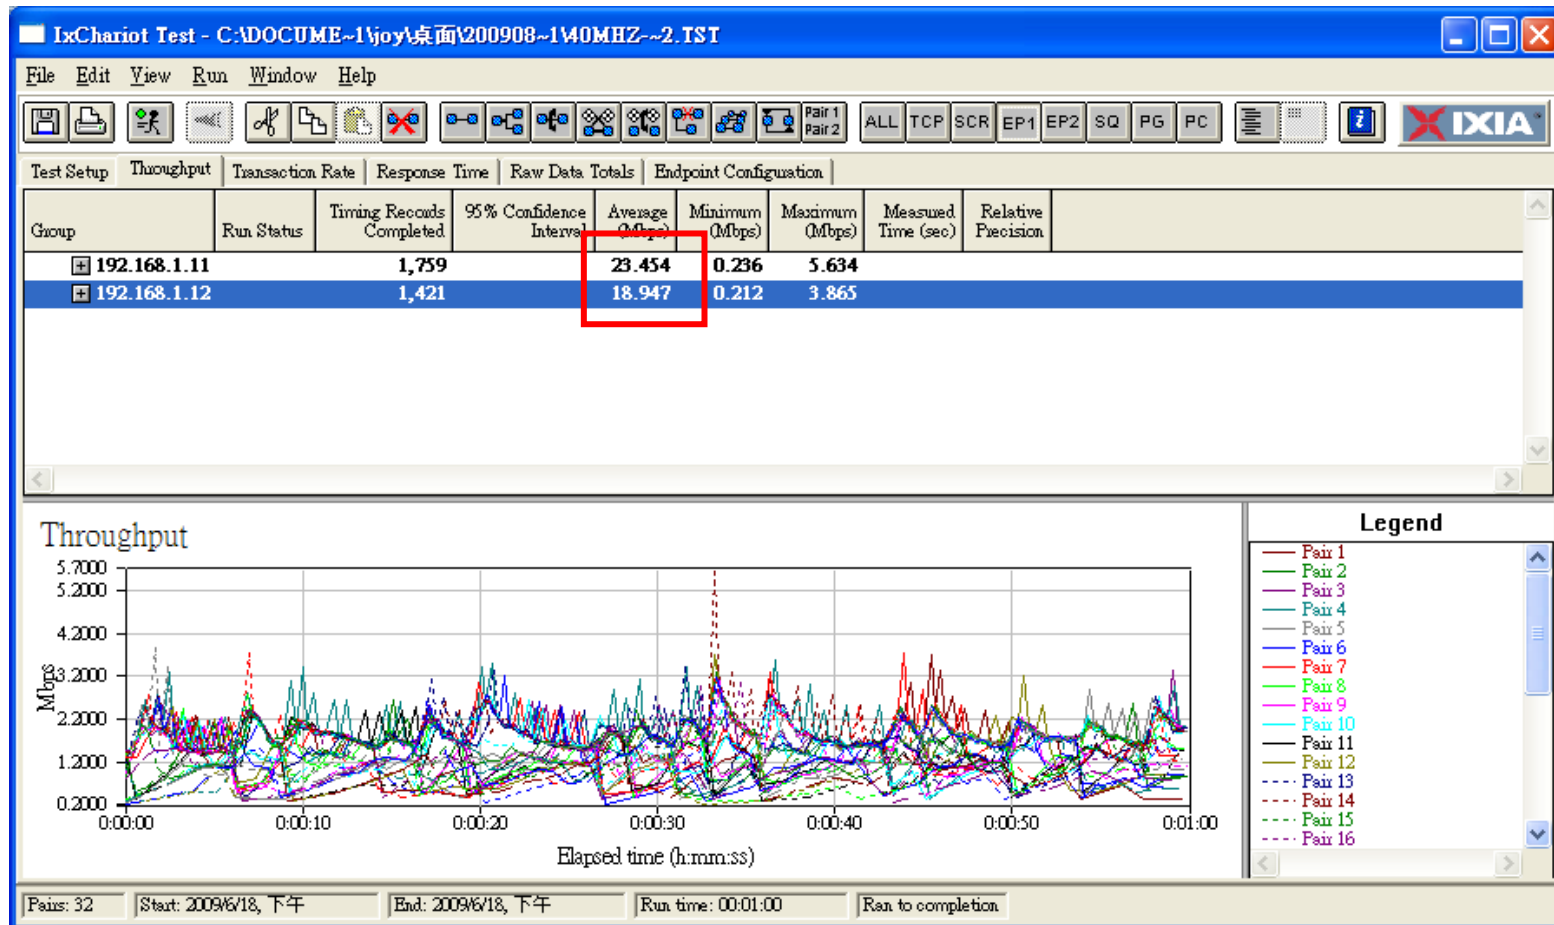 IxChariot Test - C:\DOCUME~1\joy\桌面\200908~1\40MHZ-~2.TST
File Edit View Run Window Help
Pair 1
Pair 2
ALL TCP SCR EP1 EP2 SQ PG PC
IXIA
Test Setup Throughput Transaction Rate Response Time Raw Data Totals Endpoint Configuration
Group Run Status Timing Records Completed 95% Confidence Interval Average (Mbps) Minimum (Mbps) Maximum (Mbps) Measured Time (sec) Relative Precision
192.168.1.11 1,759 23.454 0.236 5.634
192.168.1.12 1,421 18.947 0.212 3.865
Throughput
Mbps
5.7000
5.2000
4.2000
3.2000
2.2000
1.2000
0.2000
0:00:00 0:00:10 0:00:20 0:00:30 0:00:40 0:00:50 0:01:00
Elapsed time (h:mm:ss)
Legend
Pair 1
Pair 2
Pair 3
Pair 4
Pair 5
Pair 6
Pair 7
Pair 8
Pair 9
Pair 10
Pair 11
Pair 12
Pair 13
Pair 14
Pair 15
Pair 16
Pairs: 32 Start: 2009/6/18, 下午 End: 2009/6/18, 下午 Run time: 00:01:00 Ran to completion